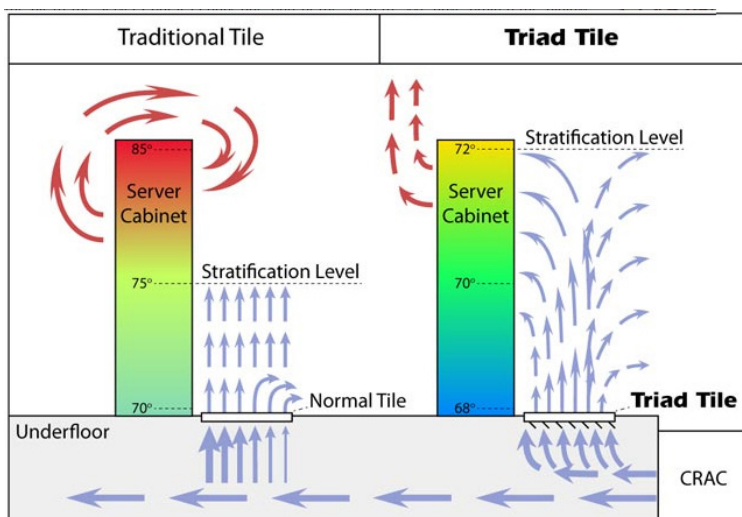 Traditional Tile
Triad Tile
85°
Server
Cabinet
Stratification Level
75°
70°
Normal Tile
Stratification Level
72°
Server
Cabinet
70°
68°
Triad Tile
Underfloor
CRAC